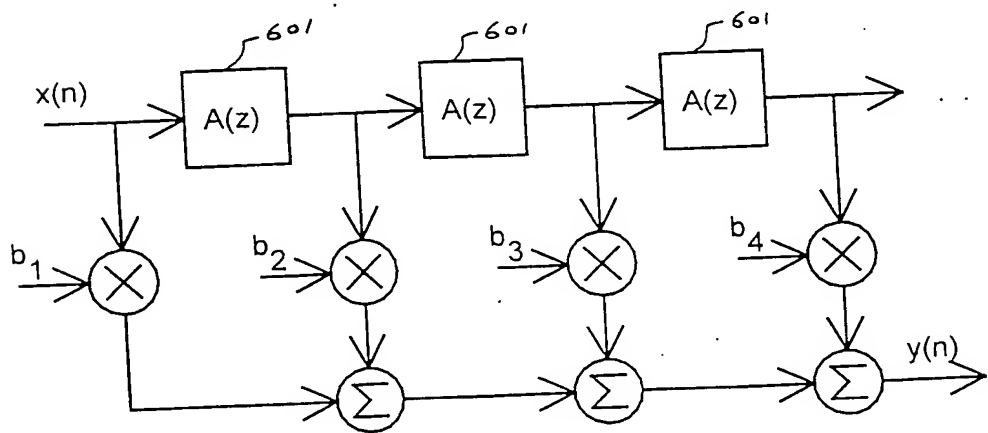 601 601 601
x(n) A(z) A(z) A(z) . .
b1 b2 b3 b4
Σ Σ Σ y(n)